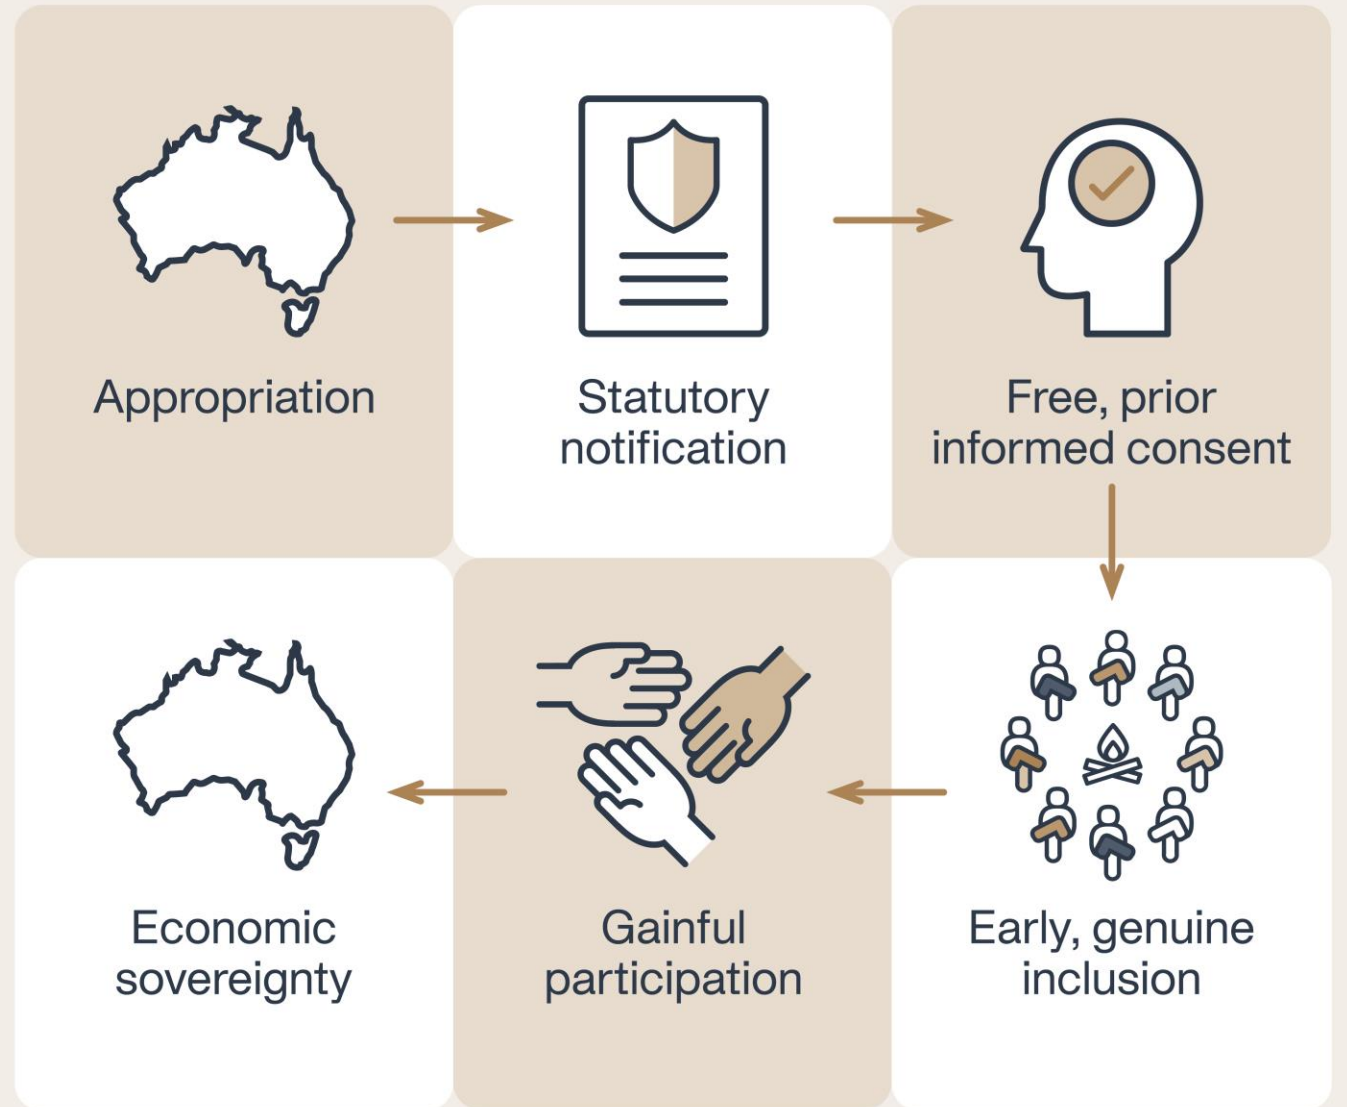 Appropriation
Statutory
notification
Free, prior
informed consent
Early, genuine
inclusion
Gainful
participation
Economic
sovereignty